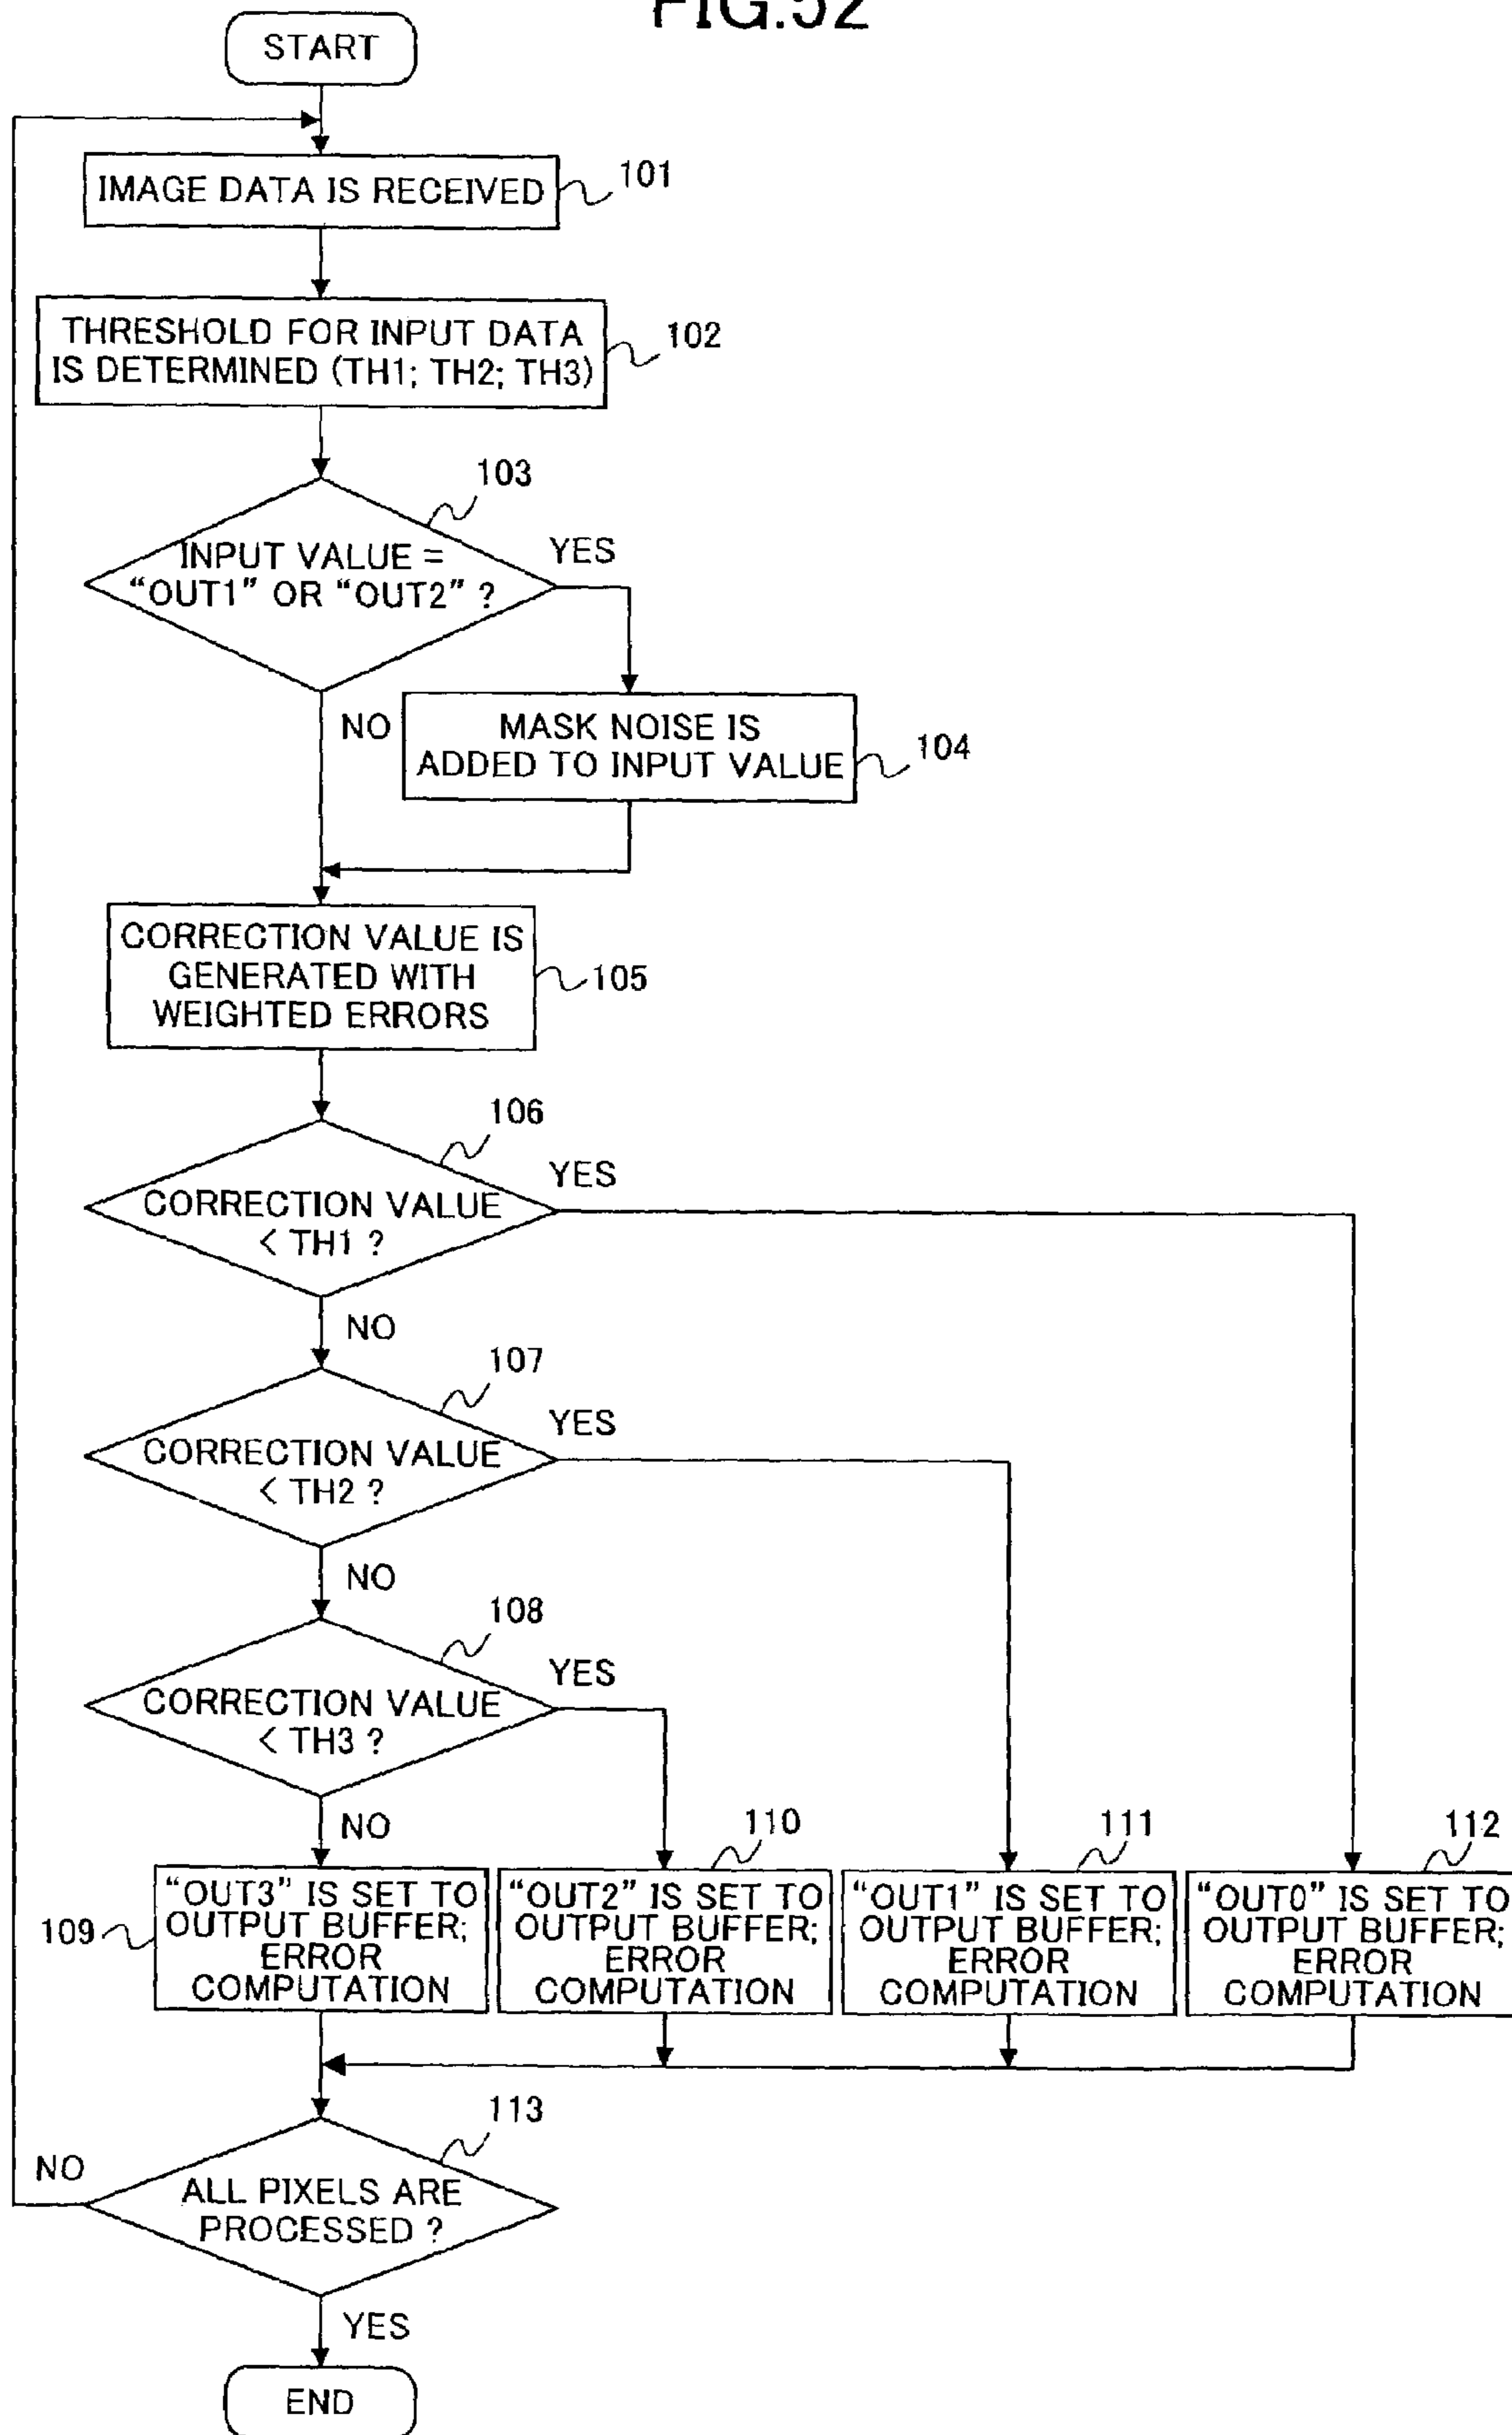 FIG.52
START
IMAGE DATA IS RECEIVED
101
THRESHOLD FOR INPUT DATA
IS DETERMINED (TH1; TH2; TH3)
102
103
INPUT VALUE =
“OUT1” OR “OUT2” ?
YES
NO
MASK NOISE IS
ADDED TO INPUT VALUE
104
CORRECTION VALUE IS
GENERATED WITH
WEIGHTED ERRORS
105
106
CORRECTION VALUE
< TH1 ?
YES
NO
107
CORRECTION VALUE
< TH2 ?
YES
NO
108
CORRECTION VALUE
< TH3 ?
YES
NO
109
“OUT3” IS SET TO
OUTPUT BUFFER;
ERROR
COMPUTATION
110
“OUT2” IS SET TO
OUTPUT BUFFER;
ERROR
COMPUTATION
111
“OUT1” IS SET TO
OUTPUT BUFFER;
ERROR
COMPUTATION
112
“OUT0” IS SET TO
OUTPUT BUFFER;
ERROR
COMPUTATION
113
ALL PIXELS ARE
PROCESSED ?
NO
YES
END